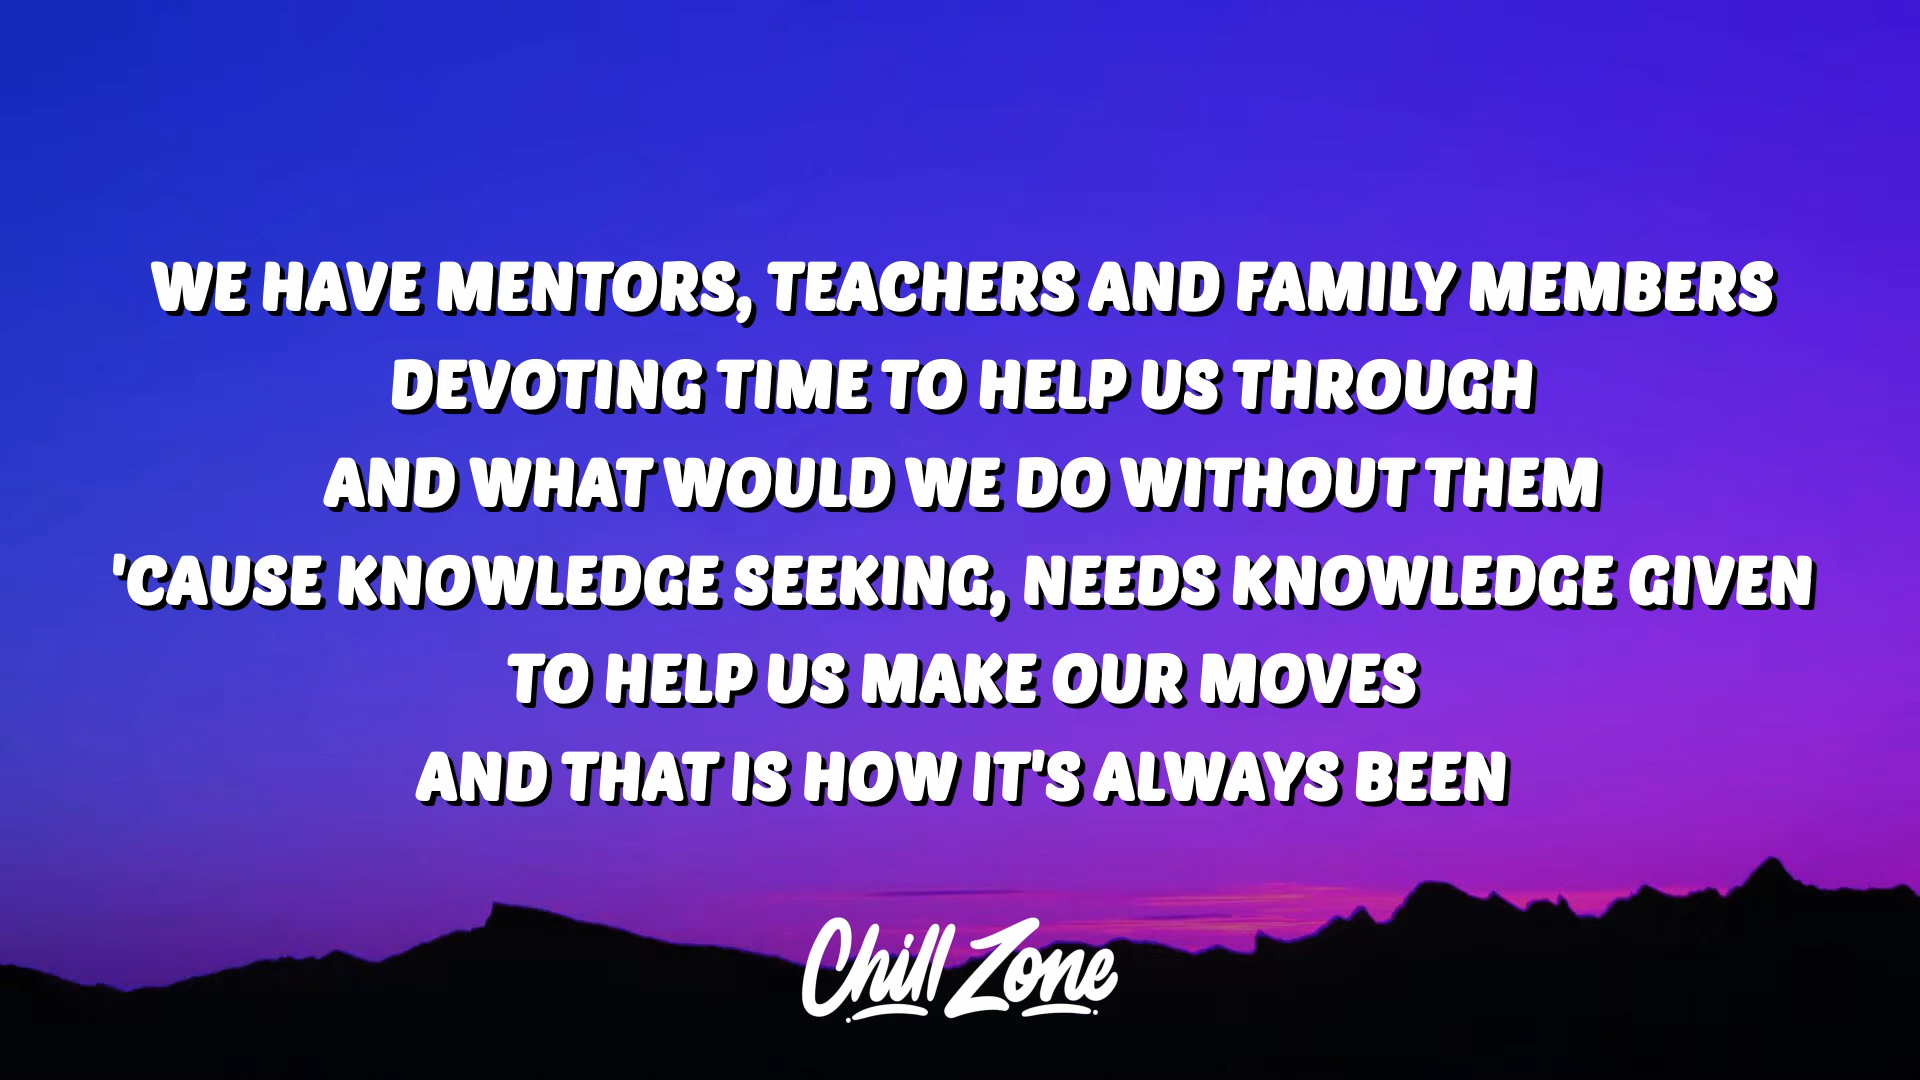 WE HAVE MENTORS, TEACHERS AND FAMILY MEMBERS
DEVOTING TIME TO HELP US THROUGH
AND WHAT WOULD WE DO WITHOUT THEM
'CAUSE KNOWLEDGE SEEKING, NEEDS KNOWLEDGE GIVEN
TO HELP US MAKE OUR MOVES
AND THAT IS HOW IT'S ALWAYS BEEN
Chill Zone